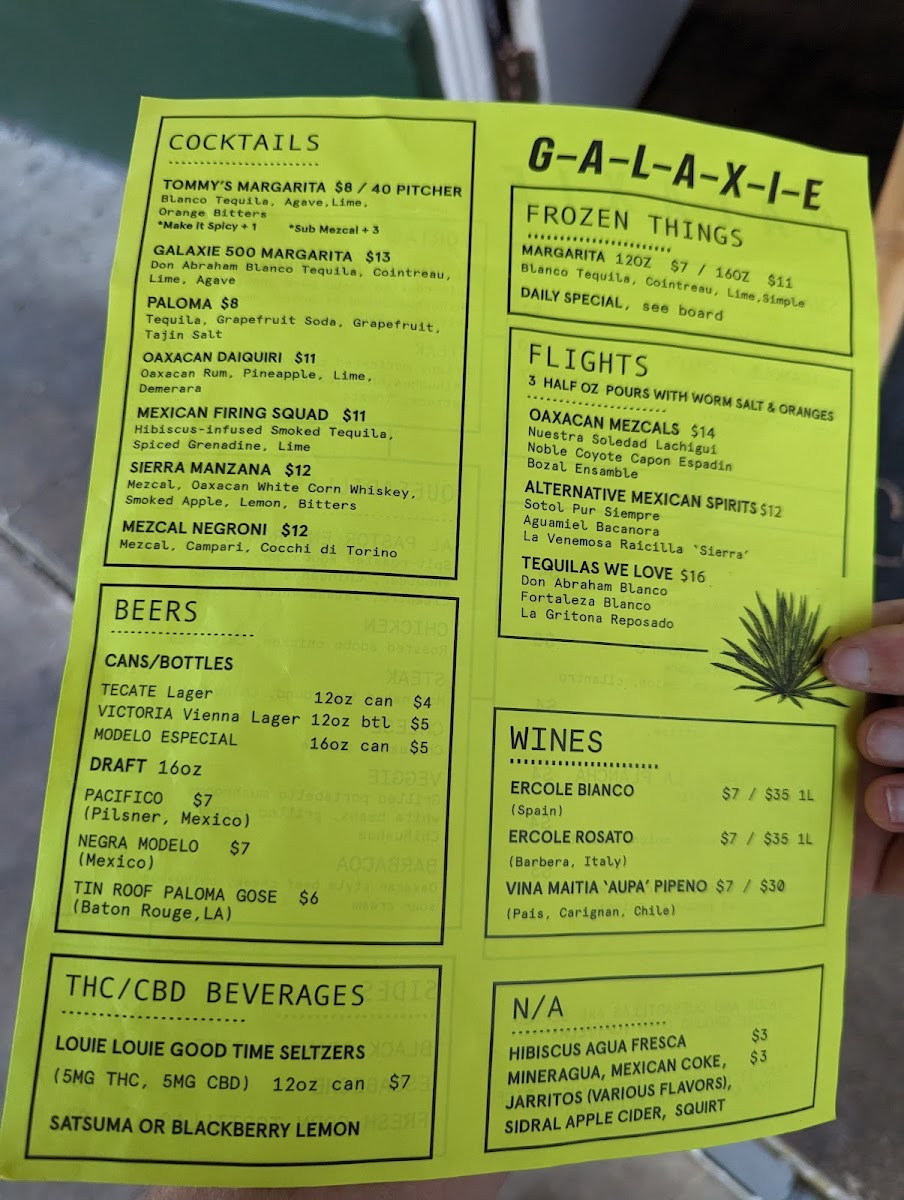 COCKTAILS
TOMMY'S MARGARITA $8 / 40 PITCHER
Blanco Tequila, Agave,Lime,
Orange Bitters
*Make It Spicy + 1 *Sub Mezcal + 3
GALAXIE 500 MARGARITA $13
Don Abraham Blanco Tequila, Cointreau,
Lime, Agave
PALOMA $8
Tequila, Grapefruit Soda, Grapefruit,
Tajin Salt
OAXACAN DAIQUIRI $11
Oaxacan Rum, Pineapple, Lime,
Demerara
MEXICAN FIRING SQUAD $11
Hibiscus-infused Smoked Tequila,
Spiced Grenadine, Lime
SIERRA MANZANA $12
Mezcal, Oaxacan White Corn Whiskey,
Smoked Apple, Lemon, Bitters
MEZCAL NEGRONI $12
Mezcal, Campari, Cocchi di Torino
BEERS
CANS/BOTTLES
TECATE Lager 12oz can $4
VICTORIA Vienna Lager 12oz btl $5
MODELO ESPECIAL 16oz can $5
DRAFT 16oz
PACIFICO $7
(Pilsner, Mexico)
NEGRA MODELO $7
(Mexico)
TIN ROOF PALOMA GOSE $6
(Baton Rouge,LA)
THC/CBD BEVERAGES
LOUIE LOUIE GOOD TIME SELTZERS
(5MG THC, 5MG CBD) 12oz can $7
SATSUMA OR BLACKBERRY LEMON
G-A-L-A-X-I-E
FROZEN THINGS
MARGARITA 12OZ $7 / 16OZ $11
Blanco Tequila, Cointreau, Lime,Simple
DAILY SPECIAL, see board
FLIGHTS
3 HALF OZ POURS WITH WORM SALT & ORANGES
OAXACAN MEZCALS $14
Nuestra Soledad Lachigui
Noble Coyote Capon Espadin
Bozal Ensamble
ALTERNATIVE MEXICAN SPIRITS $12
Sotol Pur Siempre
Aguamiel Bacanora
La Venemosa Raicilla 'Sierra'
TEQUILAS WE LOVE $16
Don Abraham Blanco
Fortaleza Blanco
La Gritona Reposado
WINES
ERCOLE BIANCO $7 / $35 1L
(Spain)
ERCOLE ROSATO $7 / $35 1L
(Barbera, Italy)
VINA MAITIA 'AUPA' PIPENO $7 / $30
(Pais, Carignan, Chile)
N/A
HIBISCUS AGUA FRESCA $3
MINERAGUA, MEXICAN COKE, $3
JARRITOS (VARIOUS FLAVORS),
SIDRAL APPLE CIDER, SQUIRT